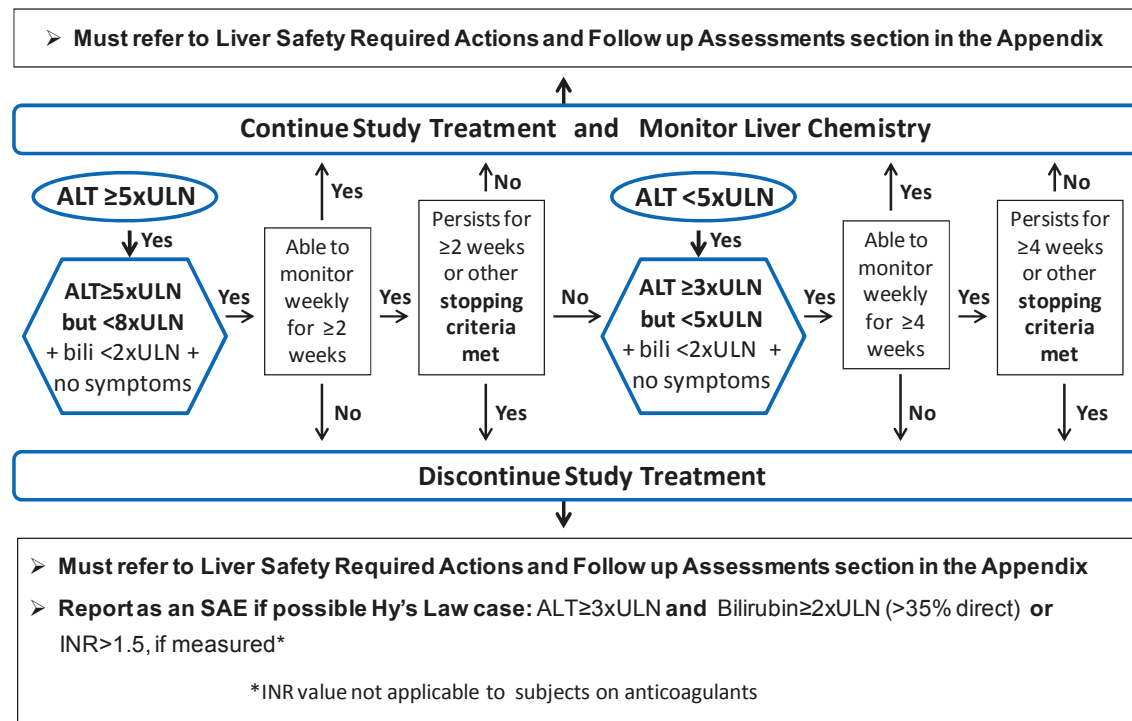 ➢ Must refer to Liver Safety Required Actions and Follow up Assessments section in the Appendix
Continue Study Treatment and Monitor Liver Chemistry
ALT ≥5xULN
Yes
ALT≥5xULN
but <8xULN
+ bili <2xULN +
no symptoms
Yes
Yes
Able to
monitor
weekly
for ≥2
weeks
No
Yes
No
Persists for
≥2 weeks
or other
stopping
criteria
met
Yes
No
ALT <5xULN
Yes
ALT ≥3xULN
but <5xULN
+ bili <2xULN +
no symptoms
Yes
Yes
Able to
monitor
weekly
for ≥4
weeks
No
Yes
No
Persists for
≥4 weeks
or other
stopping
criteria
met
Yes
Discontinue Study Treatment
➢ Must refer to Liver Safety Required Actions and Follow up Assessments section in the Appendix
➢ Report as an SAE if possible Hy's Law case: ALT≥3xULN and Bilirubin≥2xULN (>35% direct) or
INR>1.5, if measured*
*INR value not applicable to subjects on anticoagulants